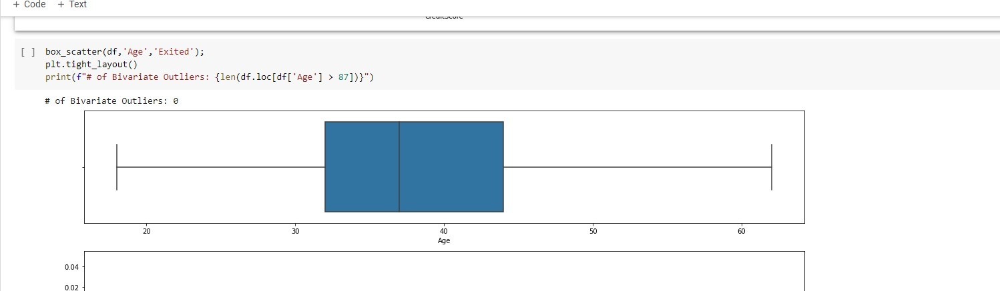 + Code + Text
CreditScore
[ ] box_scatter(df,'Age','Exited');
plt.tight_layout()
print(f"# of Bivariate Outliers: {len(df.loc[df['Age'] > 87])}")
# of Bivariate Outliers: 0
20 30 40 50 60
Age
0.04
0.02